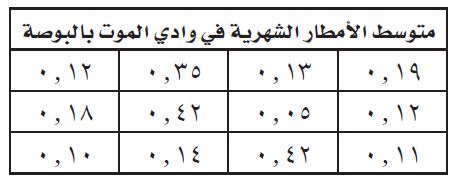 متوسط الأمطار الشهرية في وادي الموت بالبوصة
٠,١٩ ٠,١٣ ٠,٣٥ ٠,١٢
٠,١٢ ٠,٠٥ ٠,٤٢ ٠,١٨
٠,١١ ٠,٤٢ ٠,١٤ ٠,١٠